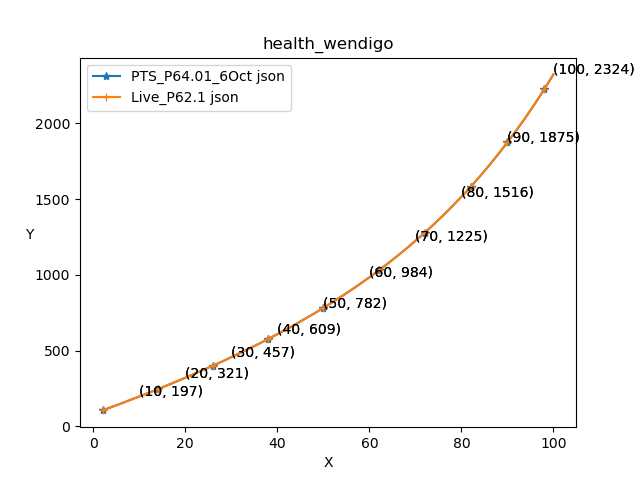 health_wendigo
PTS_P64.01_6Oct json
Live_P62.1 json
(100, 2324)
(90, 1875)
(80, 1516)
(70, 1225)
(60, 984)
(50, 782)
(40, 609)
(30, 457)
(20, 321)
(10, 197)
Y
2000
1500
1000
500
0
0 20 40 60 80 100
X